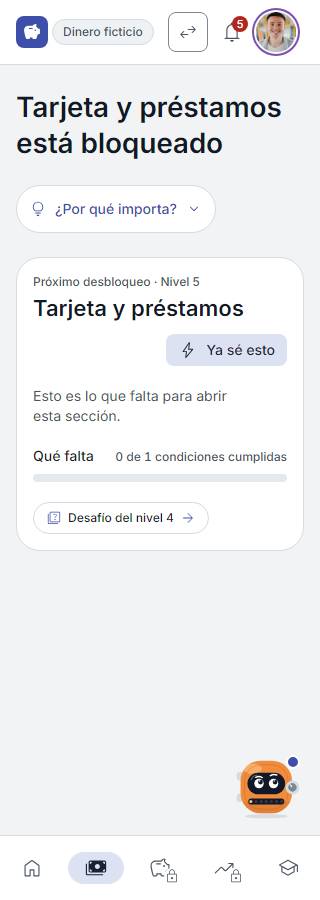 Dinero ficticio
5
Tarjeta y préstamos
está bloqueado
¿Por qué importa?
Próximo desbloqueo · Nivel 5
Tarjeta y préstamos
Ya sé esto
Esto es lo que falta para abrir
esta sección.
Qué falta
0 de 1 condiciones cumplidas
Desafío del nivel 4